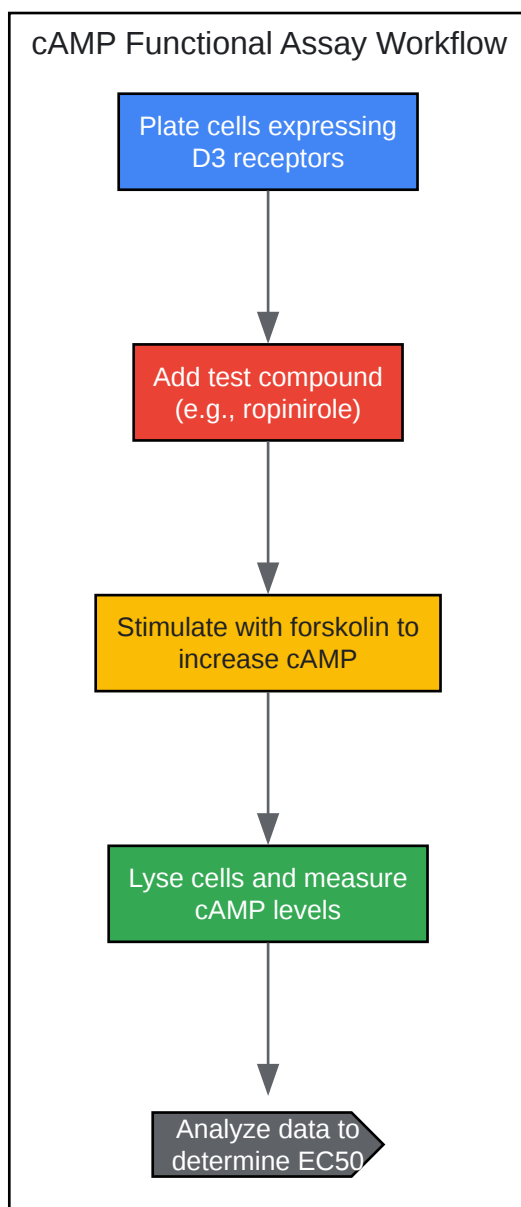 cAMP Functional Assay Workflow
Plate cells expressing
D3 receptors
Add test compound
(e.g., ropinirole)
Stimulate with forskolin to
increase cAMP
Lyse cells and measure
cAMP levels
Analyze data to
determine EC50